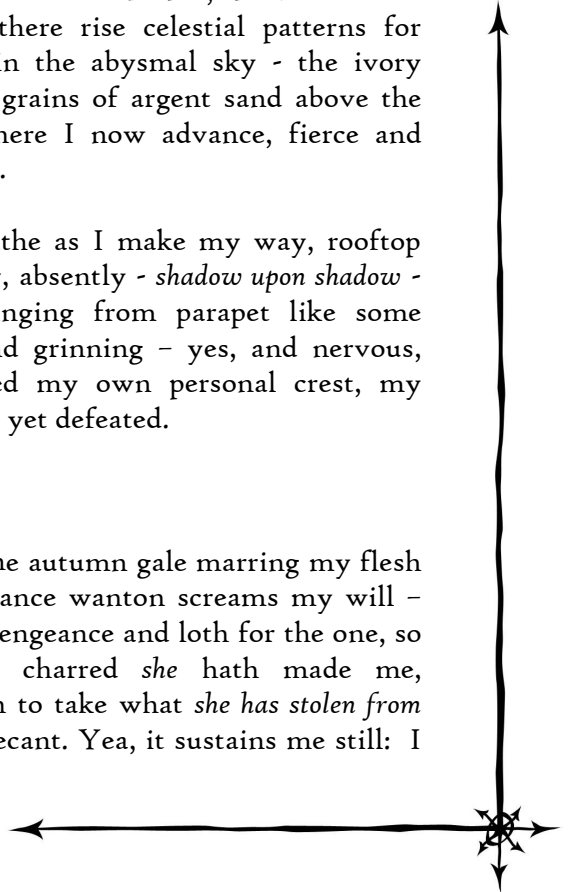 there rise celestial patterns for
in the abysmal sky - the ivory
grains of argent sand above the
here I now advance, fierce and
.
the as I make my way, rooftop
, absently - shadow upon shadow -
nging from parapet like some
d grinning – yes, and nervous,
ed my own personal crest, my
yet defeated.
he autumn gale marring my flesh
ance wanton screams my will –
engeance and loth for the one, so
charred she hath made me,
n to take what she has stolen from
ecant. Yea, it sustains me still: I